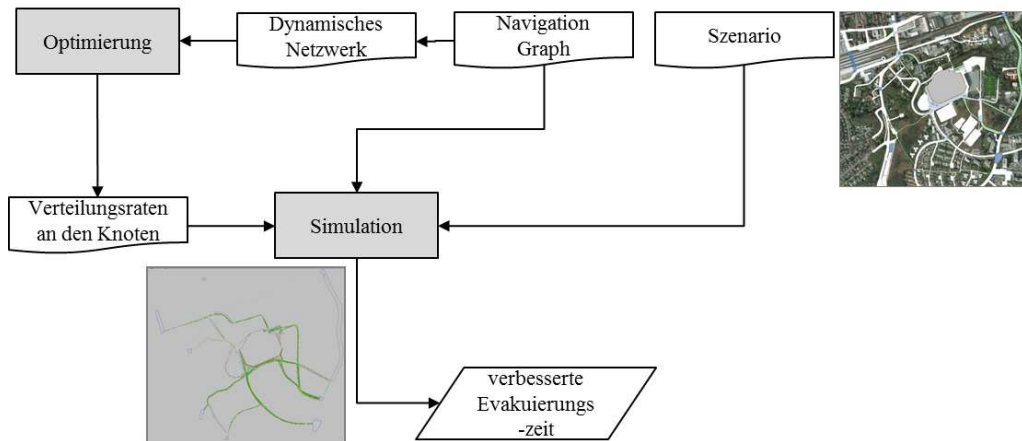 Optimierung
Dynamisches
Netzwerk
Navigation
Graph
Szenario
Verteilungsraten
an den Knoten
Simulation
verbesserte
Evakuierungs
-zeit